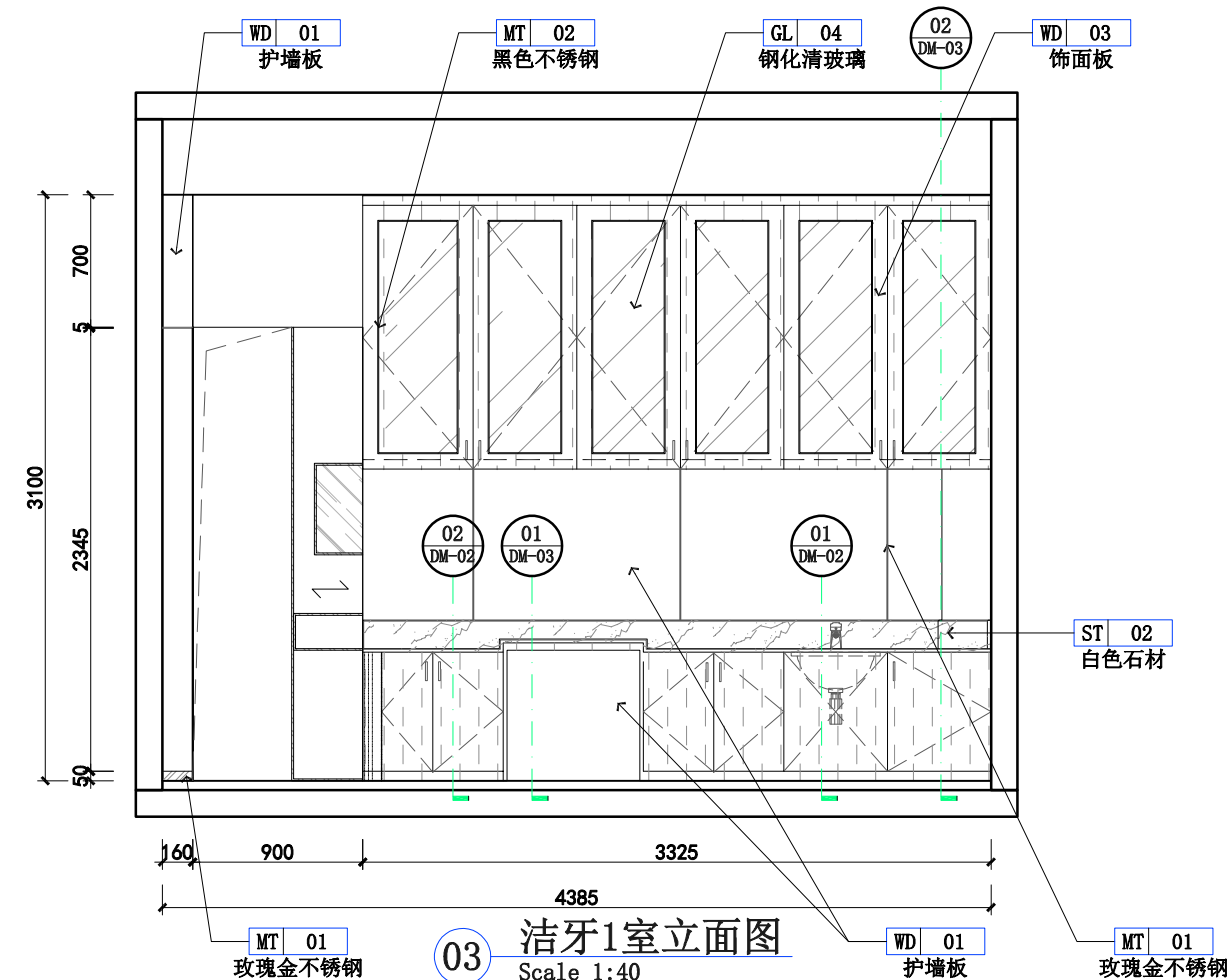 WD 01
护墙板
MT 02
黑色不锈钢
GL 04
钢化清玻璃
02
DM-03
WD 03
饰面板
700
5
3100
2345
50
02
DM-02
01
DM-03
01
DM-02
ST 02
白色石材
160
900
3325
4385
MT 01
玫瑰金不锈钢
03
洁牙1室立面图
Scale 1:40
WD 01
护墙板
MT 01
玫瑰金不锈钢